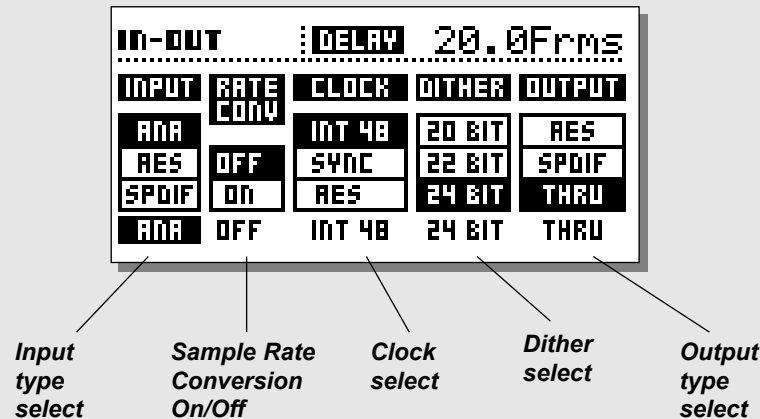 IN-OUT DELAY 20.0Frms
INPUT RATE CONV CLOCK DITHER OUTPUT
ANA INT 48 20 BIT AES
AES OFF SYNC 22 BIT SPDIF
SPDIF ON AES 24 BIT THRU
ANA OFF INT 48 24 BIT THRU
Input type select
Sample Rate Conversion On/Off
Clock select
Dither select
Output type select